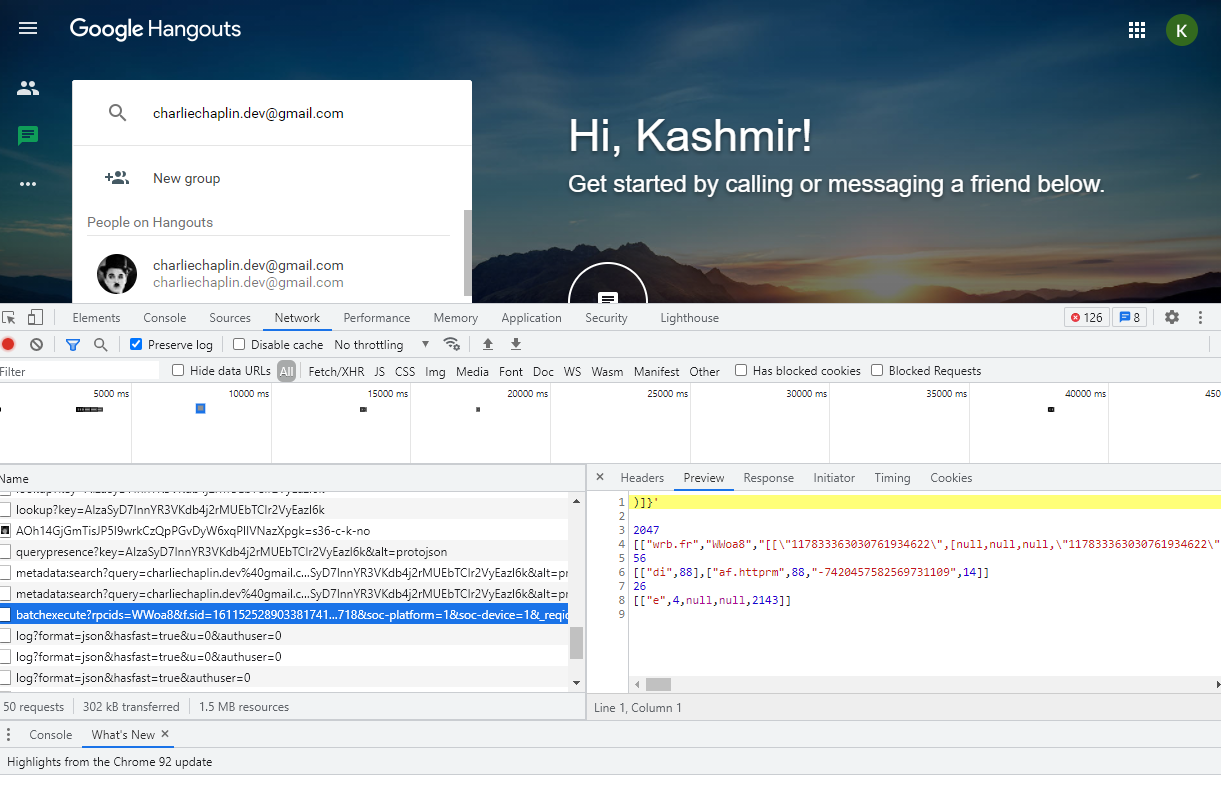 Google Hangouts
K
charliechaplin.dev@gmail.com
New group
People on Hangouts
charliechaplin.dev@gmail.com
charliechaplin.dev@gmail.com
Hi, Kashmir!
Get started by calling or messaging a friend below.
Elements Console Sources Network Performance Memory Application Security Lighthouse 126 8
Preserve log Disable cache No throttling
Filter Hide data URLs All Fetch/XHR JS CSS Img Media Font Doc WS Wasm Manifest Other Has blocked cookies Blocked Requests
5000 ms 10000 ms 15000 ms 20000 ms 25000 ms 30000 ms 35000 ms 40000 ms 450
Name
lookup?key=AIzaSyD7InnYR3VKdb4j2rMUEbTCIr2VyEazl6k
AOh14GjGmTisJP5I9wrkCzQpPGvDyW6xqPIIVNazXpgk=s36-c-k-no
querypresence?key=AIzaSyD7InnYR3VKdb4j2rMUEbTCIr2VyEazl6k&alt=protojson
metadata:search?query=charliechaplin.dev%40gmail.c...SyD7InnYR3VKdb4j2rMUEbTCIr2VyEazl6k&alt=pr
metadata:search?query=charliechaplin.dev%40gmail.c...SyD7InnYR3VKdb4j2rMUEbTCIr2VyEazl6k&alt=pr
batchexecute?rpcids=WWoa8&f.sid=161152528903381741...718&soc-platform=1&soc-device=1&_reqid
log?format=json&hasfast=true&u=0&authuser=0
log?format=json&hasfast=true&u=0&authuser=0
log?format=json&hasfast=true&authuser=0
50 requests 302 kB transferred 1.5 MB resources
Headers Preview Response Initiator Timing Cookies
1 )]}'
2
3 2047
4 [["wrb.fr","WWoa8","[[\"117833363030761934622\",[null,null,null,\"117833363030761934622\"
5 56
6 [["di",88],["af.httprm",88,"-7420457582569731109",14]]
7 26
8 [["e",4,null,null,2143]]
9
Line 1, Column 1
Console What's New
Highlights from the Chrome 92 update